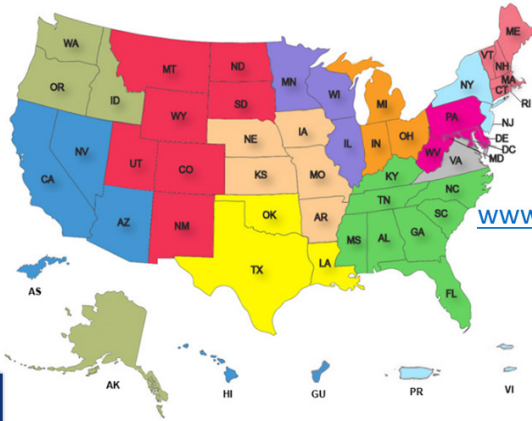 WA
MT
ND
MN
VT
ME
NH
OR
ID
WY
SD
WI
MI
NY
MA
CT
RI
NV
UT
CO
NE
IA
IL
IN
OH
PA
NJ
DE
DC
MD
WV
VA
CA
AZ
NM
KS
MO
KY
NC
TN
OK
AR
SC
www
MS
AL
GA
TX
LA
FL
AS
AK
HI
GU
PR
VI